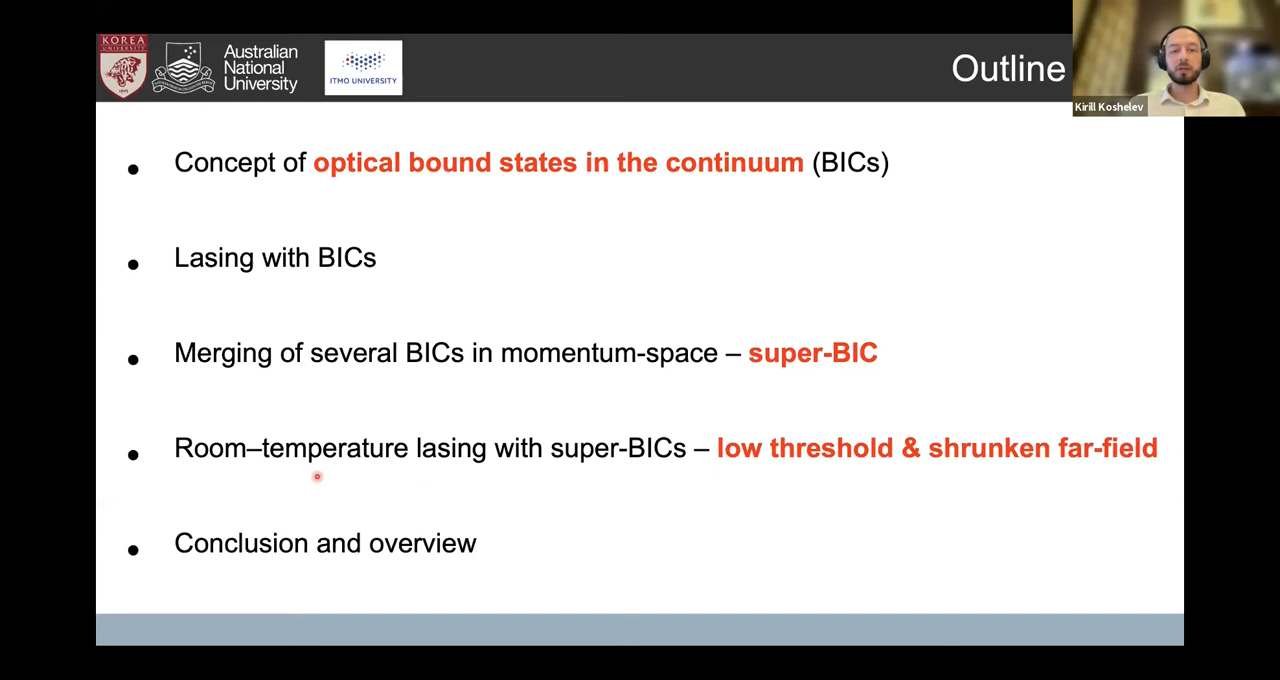 KOREA
UNIVERSITY
Australian
National
University
ITMO UNIVERSITY
Outline
Kirill Koshelev
• Concept of optical bound states in the continuum (BICs)
• Lasing with BICs
• Merging of several BICs in momentum-space – super-BIC
• Room–temperature lasing with super-BICs – low threshold & shrunken far-field
• Conclusion and overview